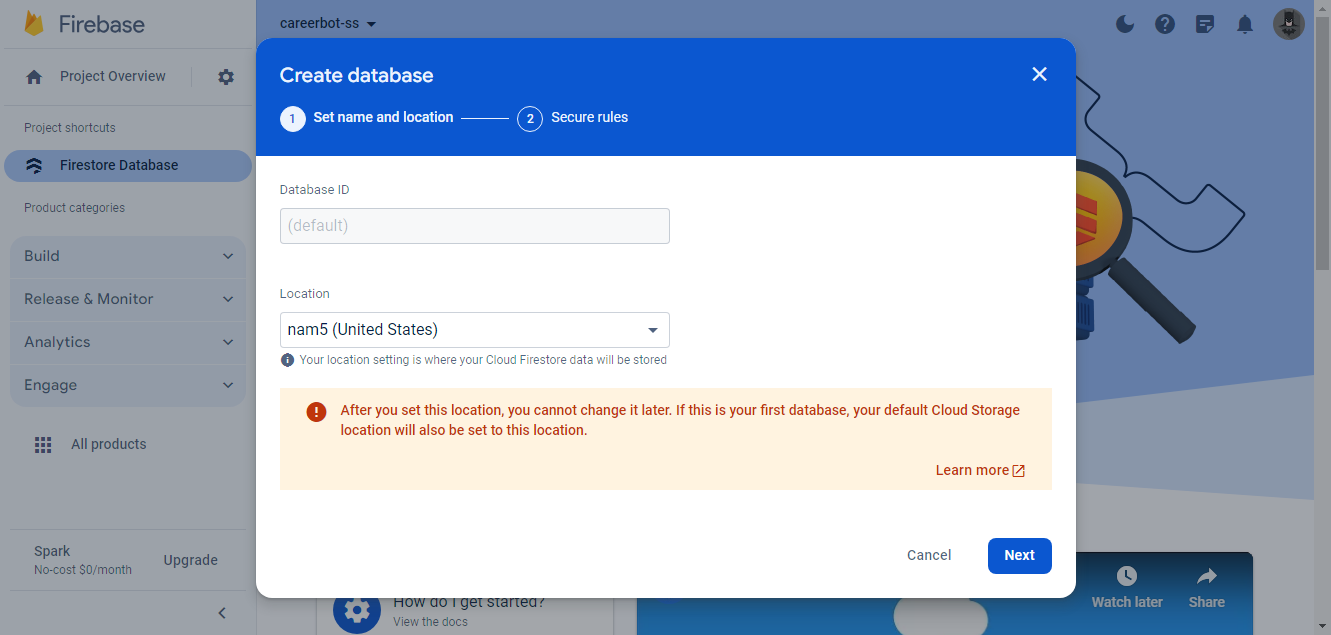 Firebase
careerbot-ss
Project Overview
Project shortcuts
Firestore Database
Product categories
Build
Release & Monitor
Analytics
Engage
All products
Spark
No-cost $0/month
Upgrade
Create database
1 Set name and location
2 Secure rules
Database ID
(default)
Location
nam5 (United States)
Your location setting is where your Cloud Firestore data will be stored
After you set this location, you cannot change it later. If this is your first database, your default Cloud Storage
location will also be set to this location.
Learn more
Cancel
Next
How do I get started?
View the docs
Watch later
Share